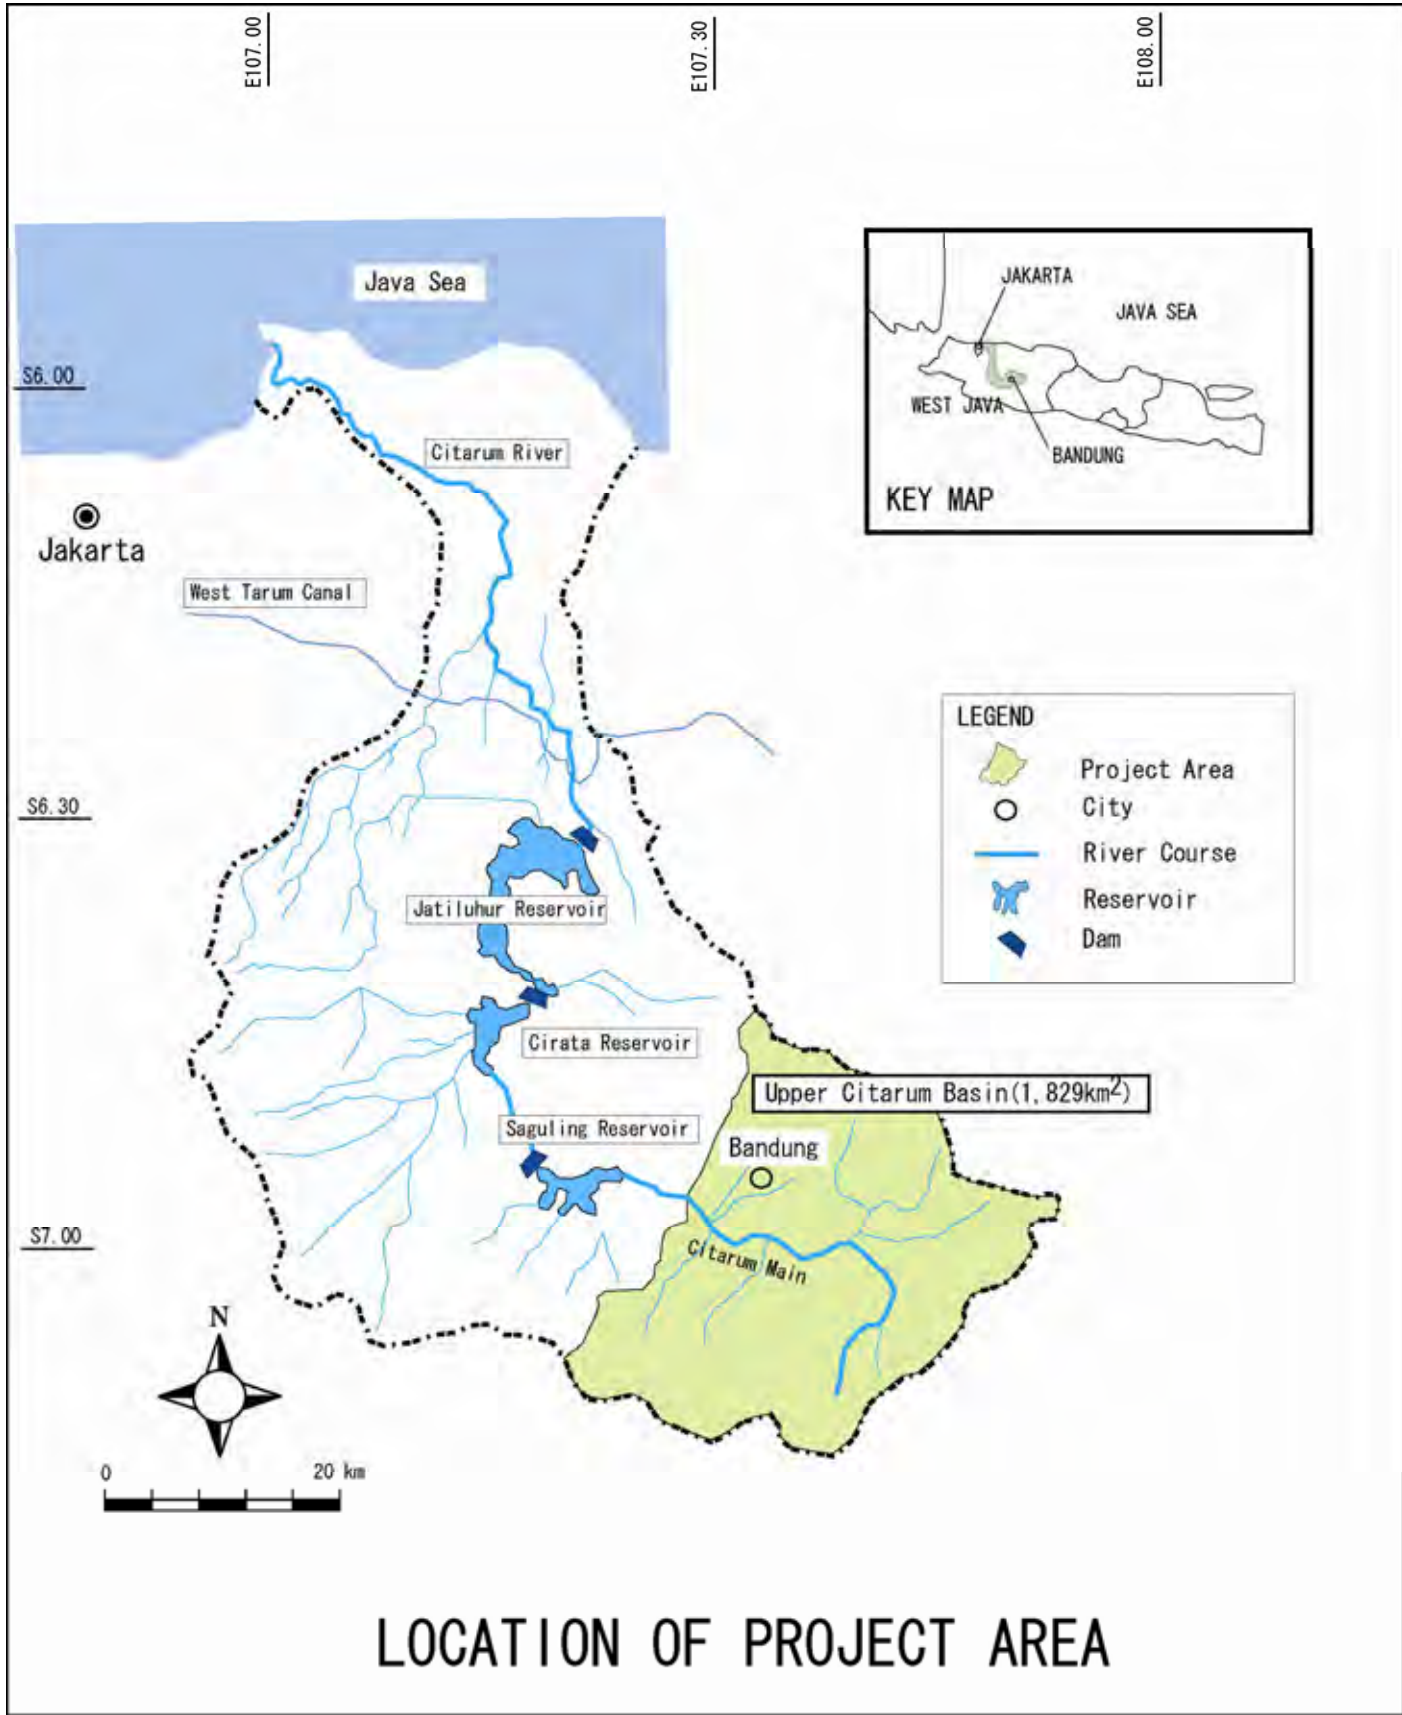 E107.00
E107.30
E108.00
Java Sea
JAKARTA
JAVA SEA
WEST JAVA
BANDUNG
KEY MAP
S6.00
Citarum River
Jakarta
West Tarum Canal
LEGEND
Project Area
City
River Course
Reservoir
Dam
S6.30
Jatiluhur Reservoir
Cirata Reservoir
Upper Citarum Basin(1,829km²)
Saguling Reservoir
Bandung
S7.00
Citarum Main
N
0 20 km
LOCATION OF PROJECT AREA